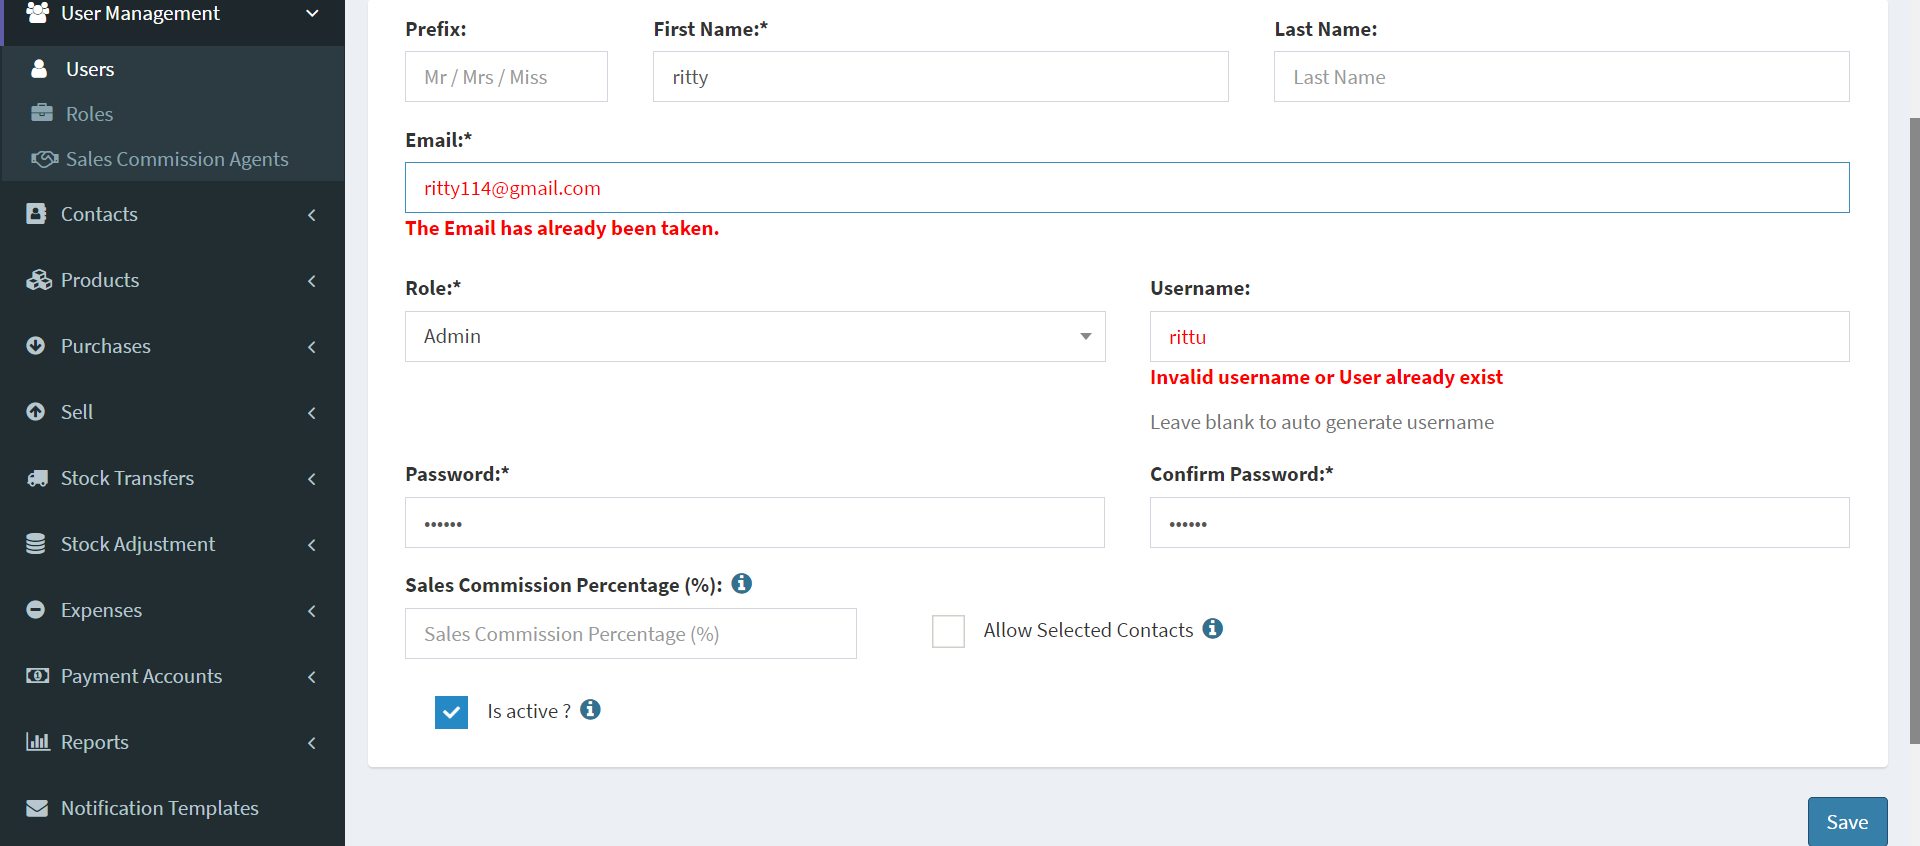 User Management
Users
Roles
Sales Commission Agents
Contacts
Products
Purchases
Sell
Stock Transfers
Stock Adjustment
Expenses
Payment Accounts
Reports
Notification Templates
Prefix: First Name:* Last Name:
Mr / Mrs / Miss ritty Last Name
Email:*
ritty114@gmail.com
The Email has already been taken.
Role:* Username:
Admin rittu
Invalid username or User already exist
Leave blank to auto generate username
Password:* Confirm Password:*
•••••• ••••••
Sales Commission Percentage (%):
Sales Commission Percentage (%) Allow Selected Contacts
Is active ?
Save